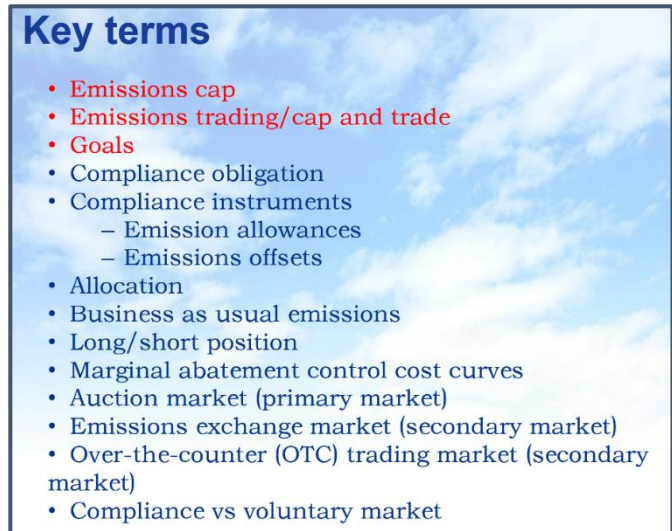 Key terms
• Emissions cap
• Emissions trading/cap and trade
• Goals
• Compliance obligation
• Compliance instruments
– Emission allowances
– Emissions offsets
• Allocation
• Business as usual emissions
• Long/short position
• Marginal abatement control cost curves
• Auction market (primary market)
• Emissions exchange market (secondary market)
• Over-the-counter (OTC) trading market (secondary
market)
• Compliance vs voluntary market